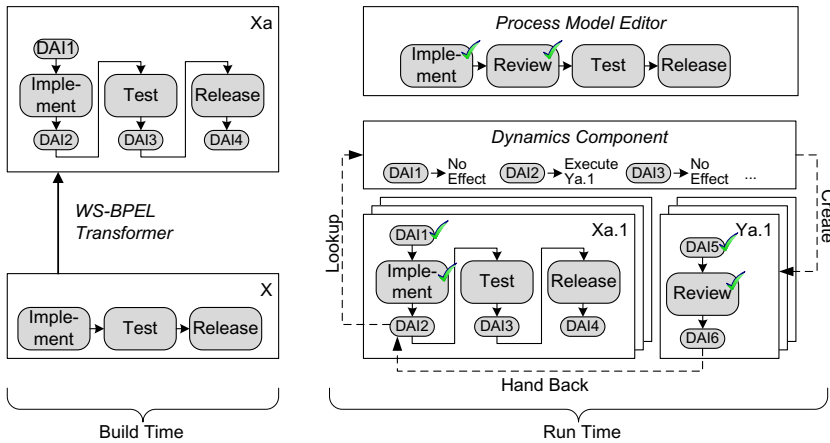 Xa
DAI1
Imple-
ment
Test
Release
DAI2
DAI3
DAI4
WS-BPEL
Transformer
X
Imple-
ment
Test
Release
Build Time
Process Model Editor
Imple-
ment
Review
Test
Release
Dynamics Component
DAI1
No
Effect
DAI2
Execute
Ya.1
DAI3
No
Effect
...
Lookup
Create
Xa.1
DAI1
Imple-
ment
Test
Release
DAI2
DAI3
DAI4
Ya.1
DAI5
Review
DAI6
Hand Back
Run Time